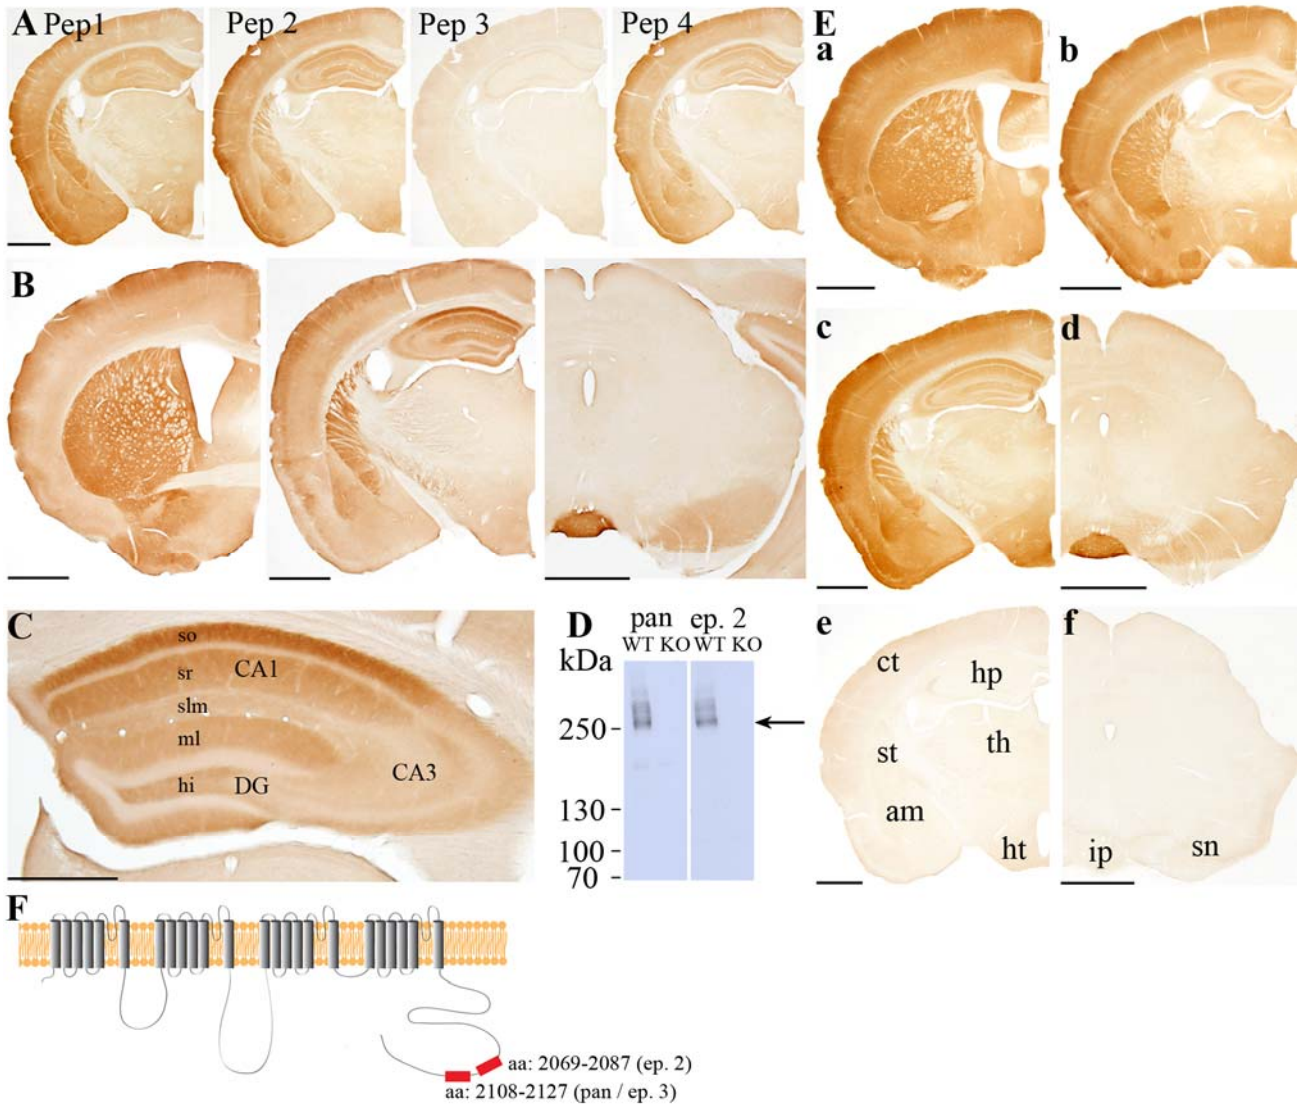 A Pep1 Pep 2 Pep 3 Pep 4
E
a b
B
c d
C
so
sr CA1
slm
ml
CA3
hi DG
D pan ep. 2
WT KO WT KO
kDa
250
130
100
70
e f
ct hp
st th
am
ht ip sn
F
aa: 2069-2087 (ep. 2)
aa: 2108-2127 (pan / ep. 3)